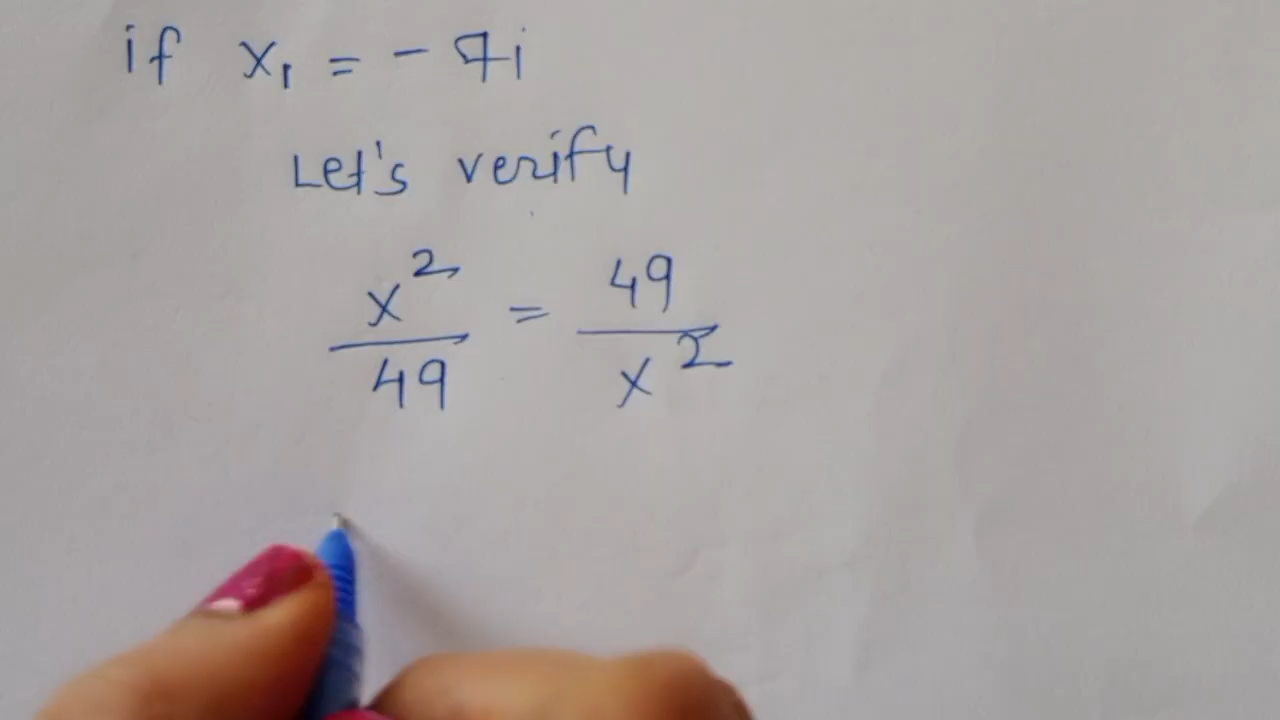 if x₁ = - 7i
Let's verify
x²/49 = 49/x²